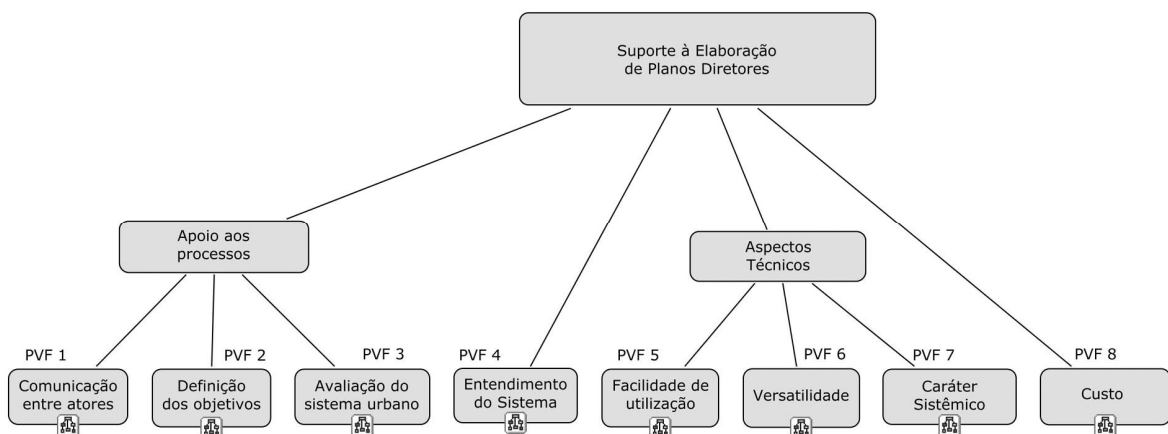 Suporte à Elaboração
de Planos Diretores
Apoio aos
processos
Aspectos
Técnicos
PVF 1
Comunicação
entre atores
PVF 2
Definição
dos objetivos
PVF 3
Avaliação do
sistema urbano
PVF 4
Entendimento
do Sistema
PVF 5
Facilidade de
utilização
PVF 6
Versatilidade
PVF 7
Caráter
Sistêmico
PVF 8
Custo